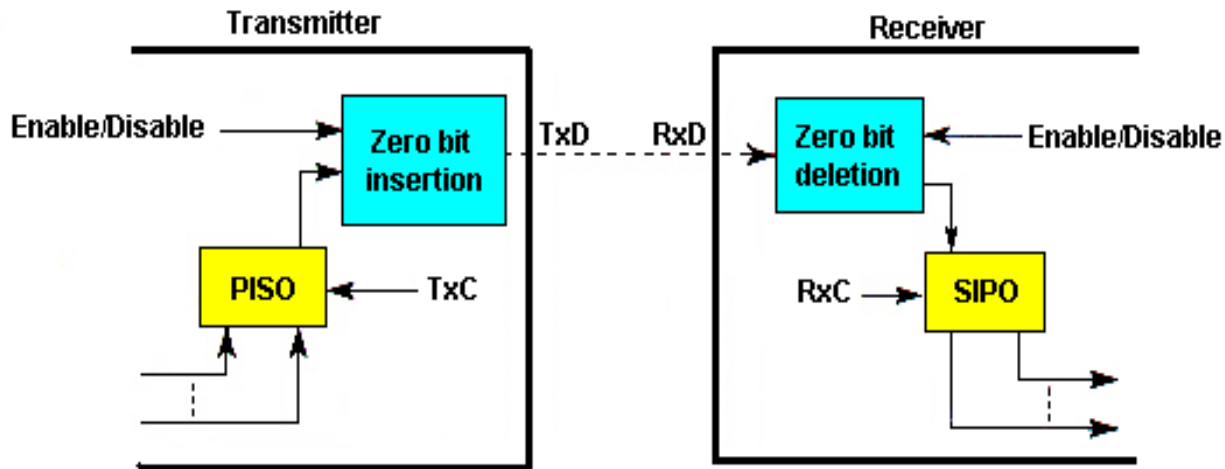 Transmitter
Receiver
Enable/Disable
Zero bit
insertion
TxD
RxD
Zero bit
deletion
Enable/Disable
PISO
TxC
RxC
SIPO